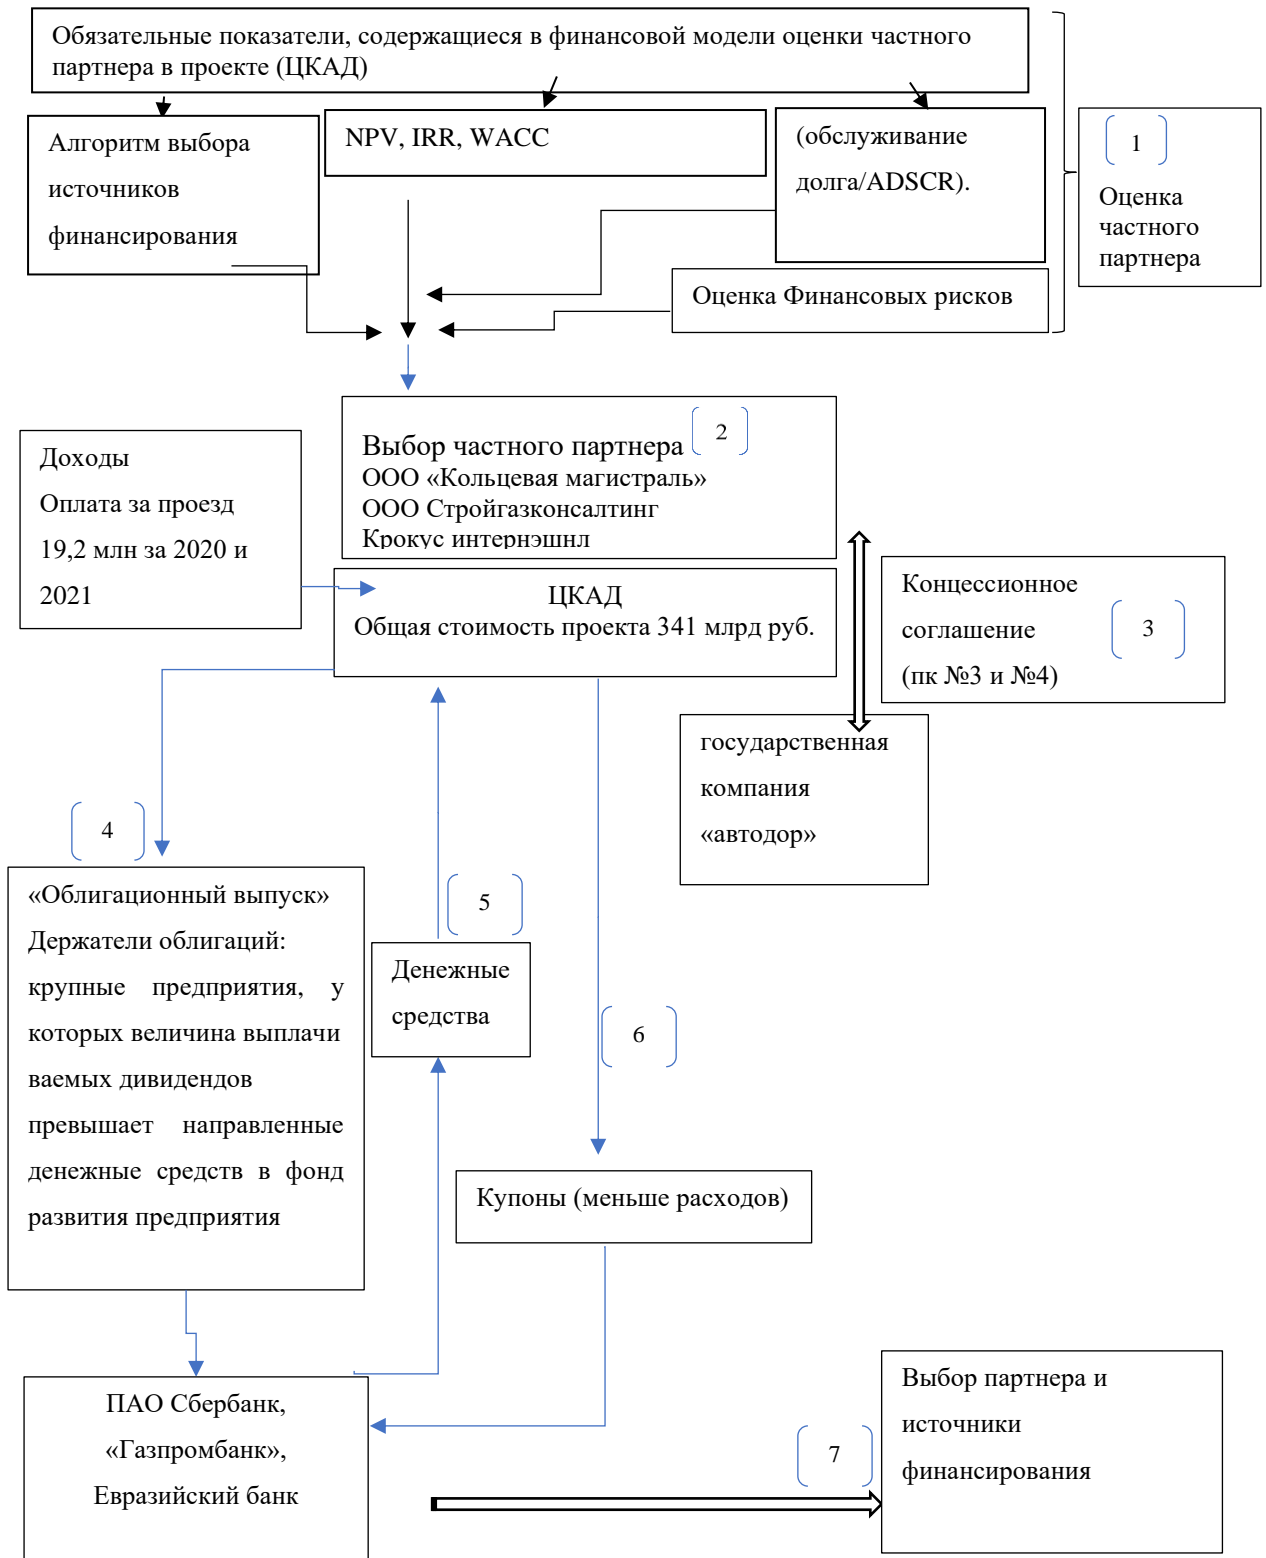 Обязательные показатели, содержащиеся в финансовой модели оценки частного
партнера в проекте (ЦКАД)
Алгоритм выбора
источников
финансирования
NPV, IRR, WACC
(обслуживание
долга/ADSCR).
1
Оценка
частного
партнера
Оценка Финансовых рисков
Выбор частного партнера
2
ООО «Кольцевая магистраль»
ООО Стройгазконсалтинг
Крокус интернэшнл
Доходы
Оплата за проезд
19,2 млн за 2020 и
2021
ЦКАД
Общая стоимость проекта 341 млрд руб.
Концессионное
соглашение
(пк №3 и №4)
3
государственная
компания
«автодор»
4
«Облигационный выпуск»
Держатели облигаций:
крупные предприятия, у
которых величина выплачи
ваемых дивидендов
превышает направленные
денежные средств в фонд
развития предприятия
5
Денежные
средства
6
Купоны (меньше расходов)
ПАО Сбербанк,
«Газпромбанк»,
Евразийский банк
7
Выбор партнера и
источники
финансирования